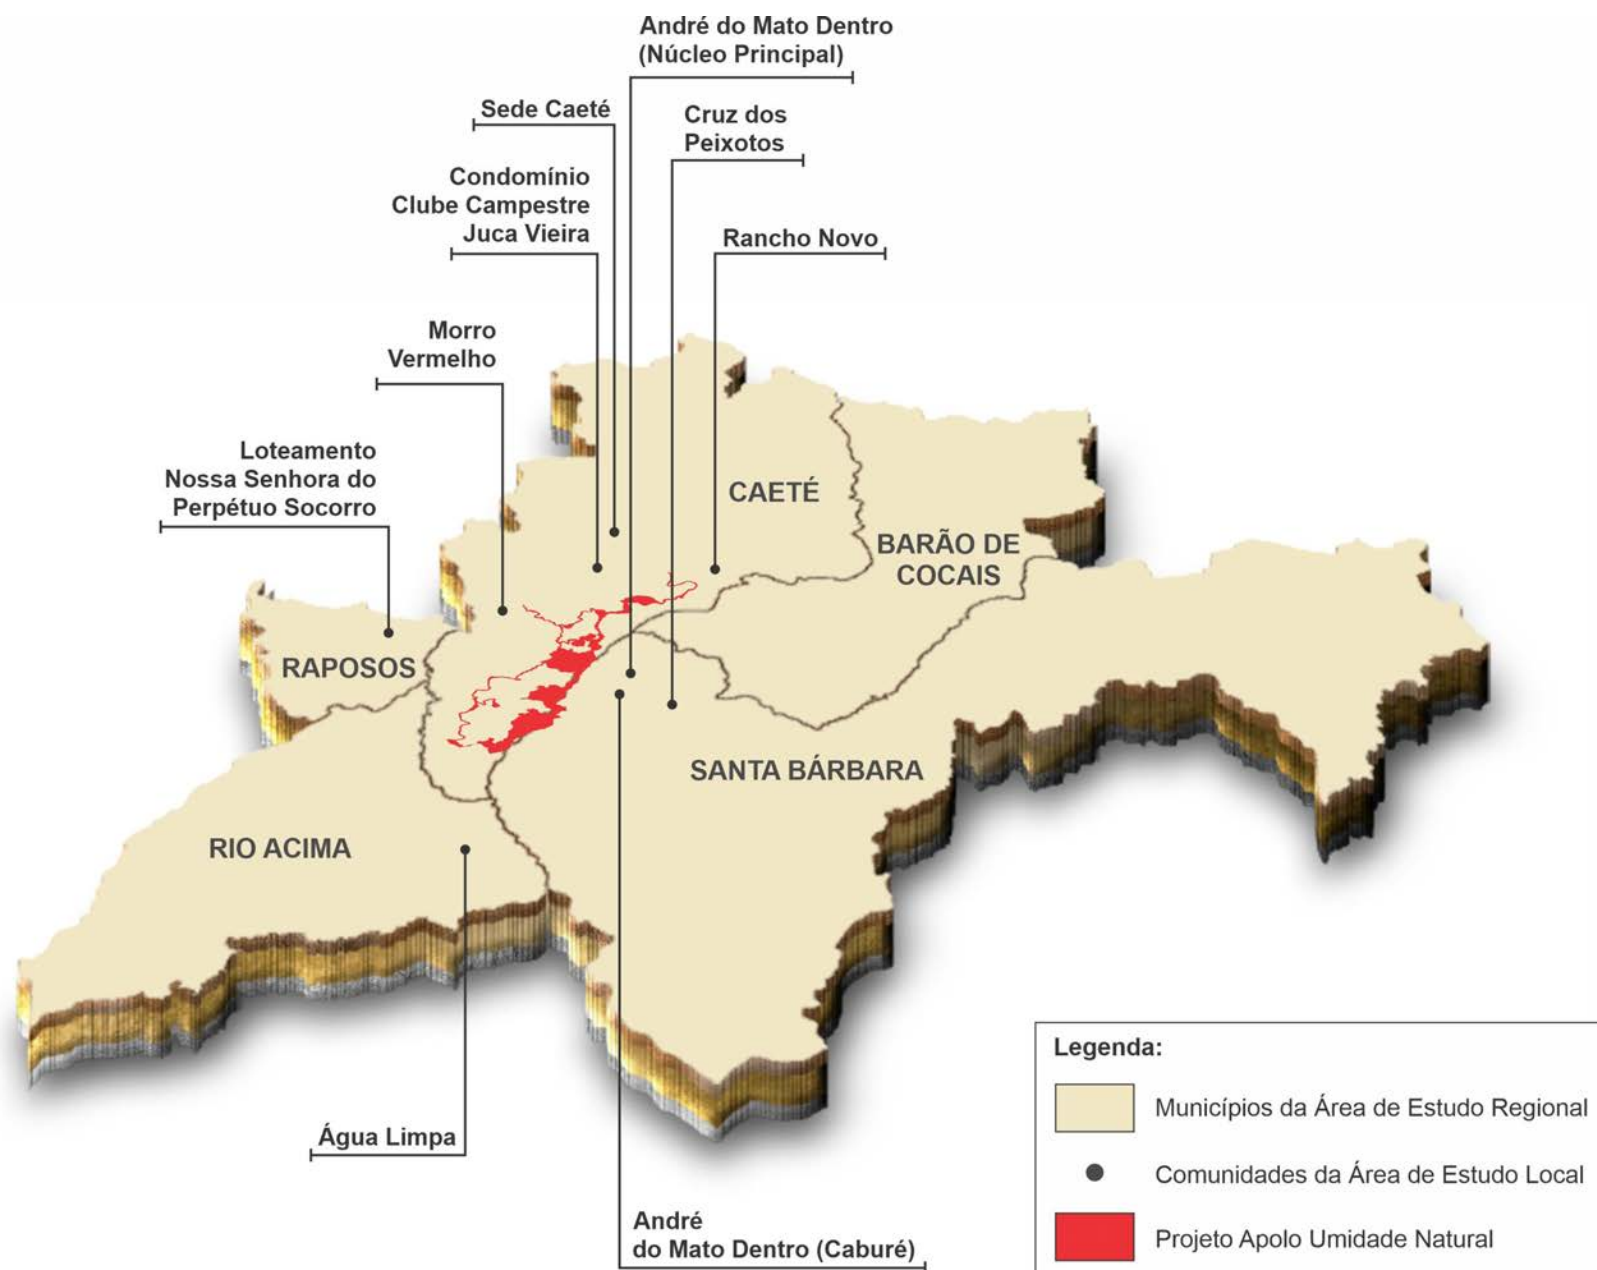 André do Mato Dentro
(Núcleo Principal)
Sede Caeté
Cruz dos
Peixotos
Condomínio
Clube Campestre
Juca Vieira
Rancho Novo
Morro
Vermelho
Loteamento
Nossa Senhora do
Perpétuo Socorro
CAETÉ
BARÃO DE
COCAIS
RAPOSOS
SANTA BÁRBARA
RIO ACIMA
Água Limpa
André
do Mato Dentro (Caburé)
Legenda:
Municípios da Área de Estudo Regional
Comunidades da Área de Estudo Local
Projeto Apolo Umidade Natural